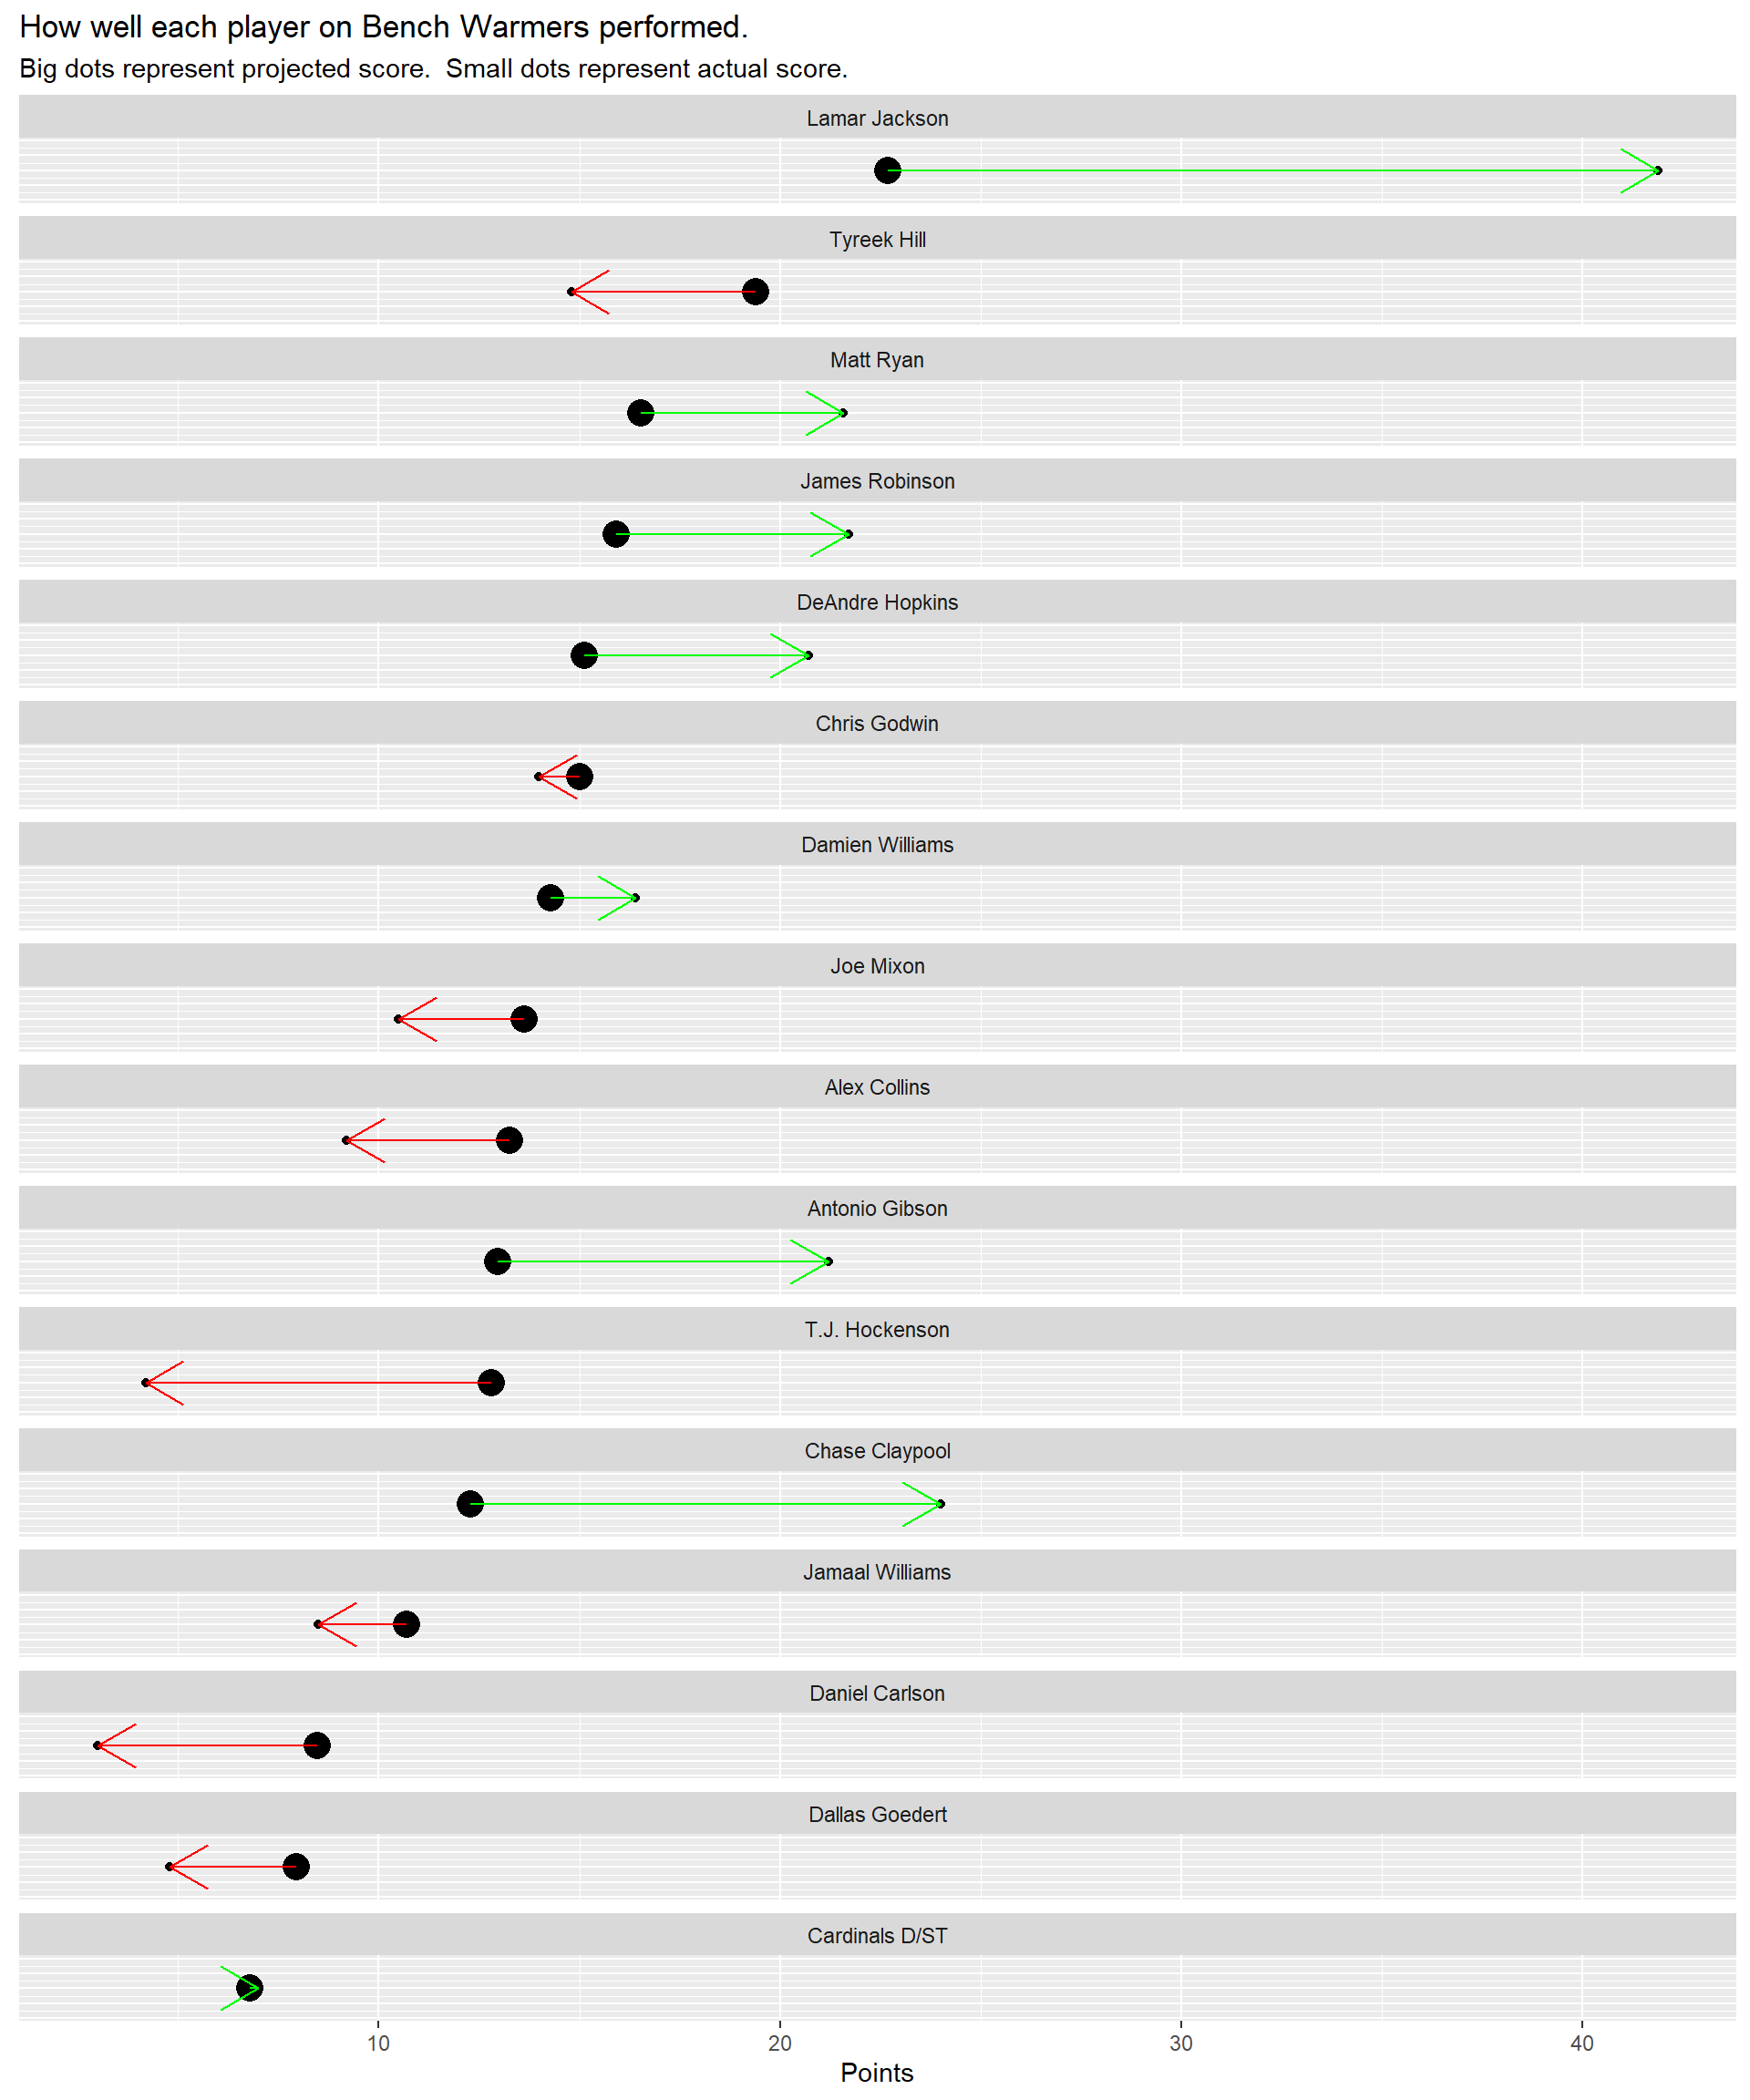 How well each player on Bench Warmers performed.
Big dots represent projected score.  Small dots represent actual score.
Lamar Jackson
Tyreek Hill
Matt Ryan
James Robinson
DeAndre Hopkins
Chris Godwin
Damien Williams
Joe Mixon
Alex Collins
Antonio Gibson
T.J. Hockenson
Chase Claypool
Jamaal Williams
Daniel Carlson
Dallas Goedert
Cardinals D/ST
10 20 30 40
Points